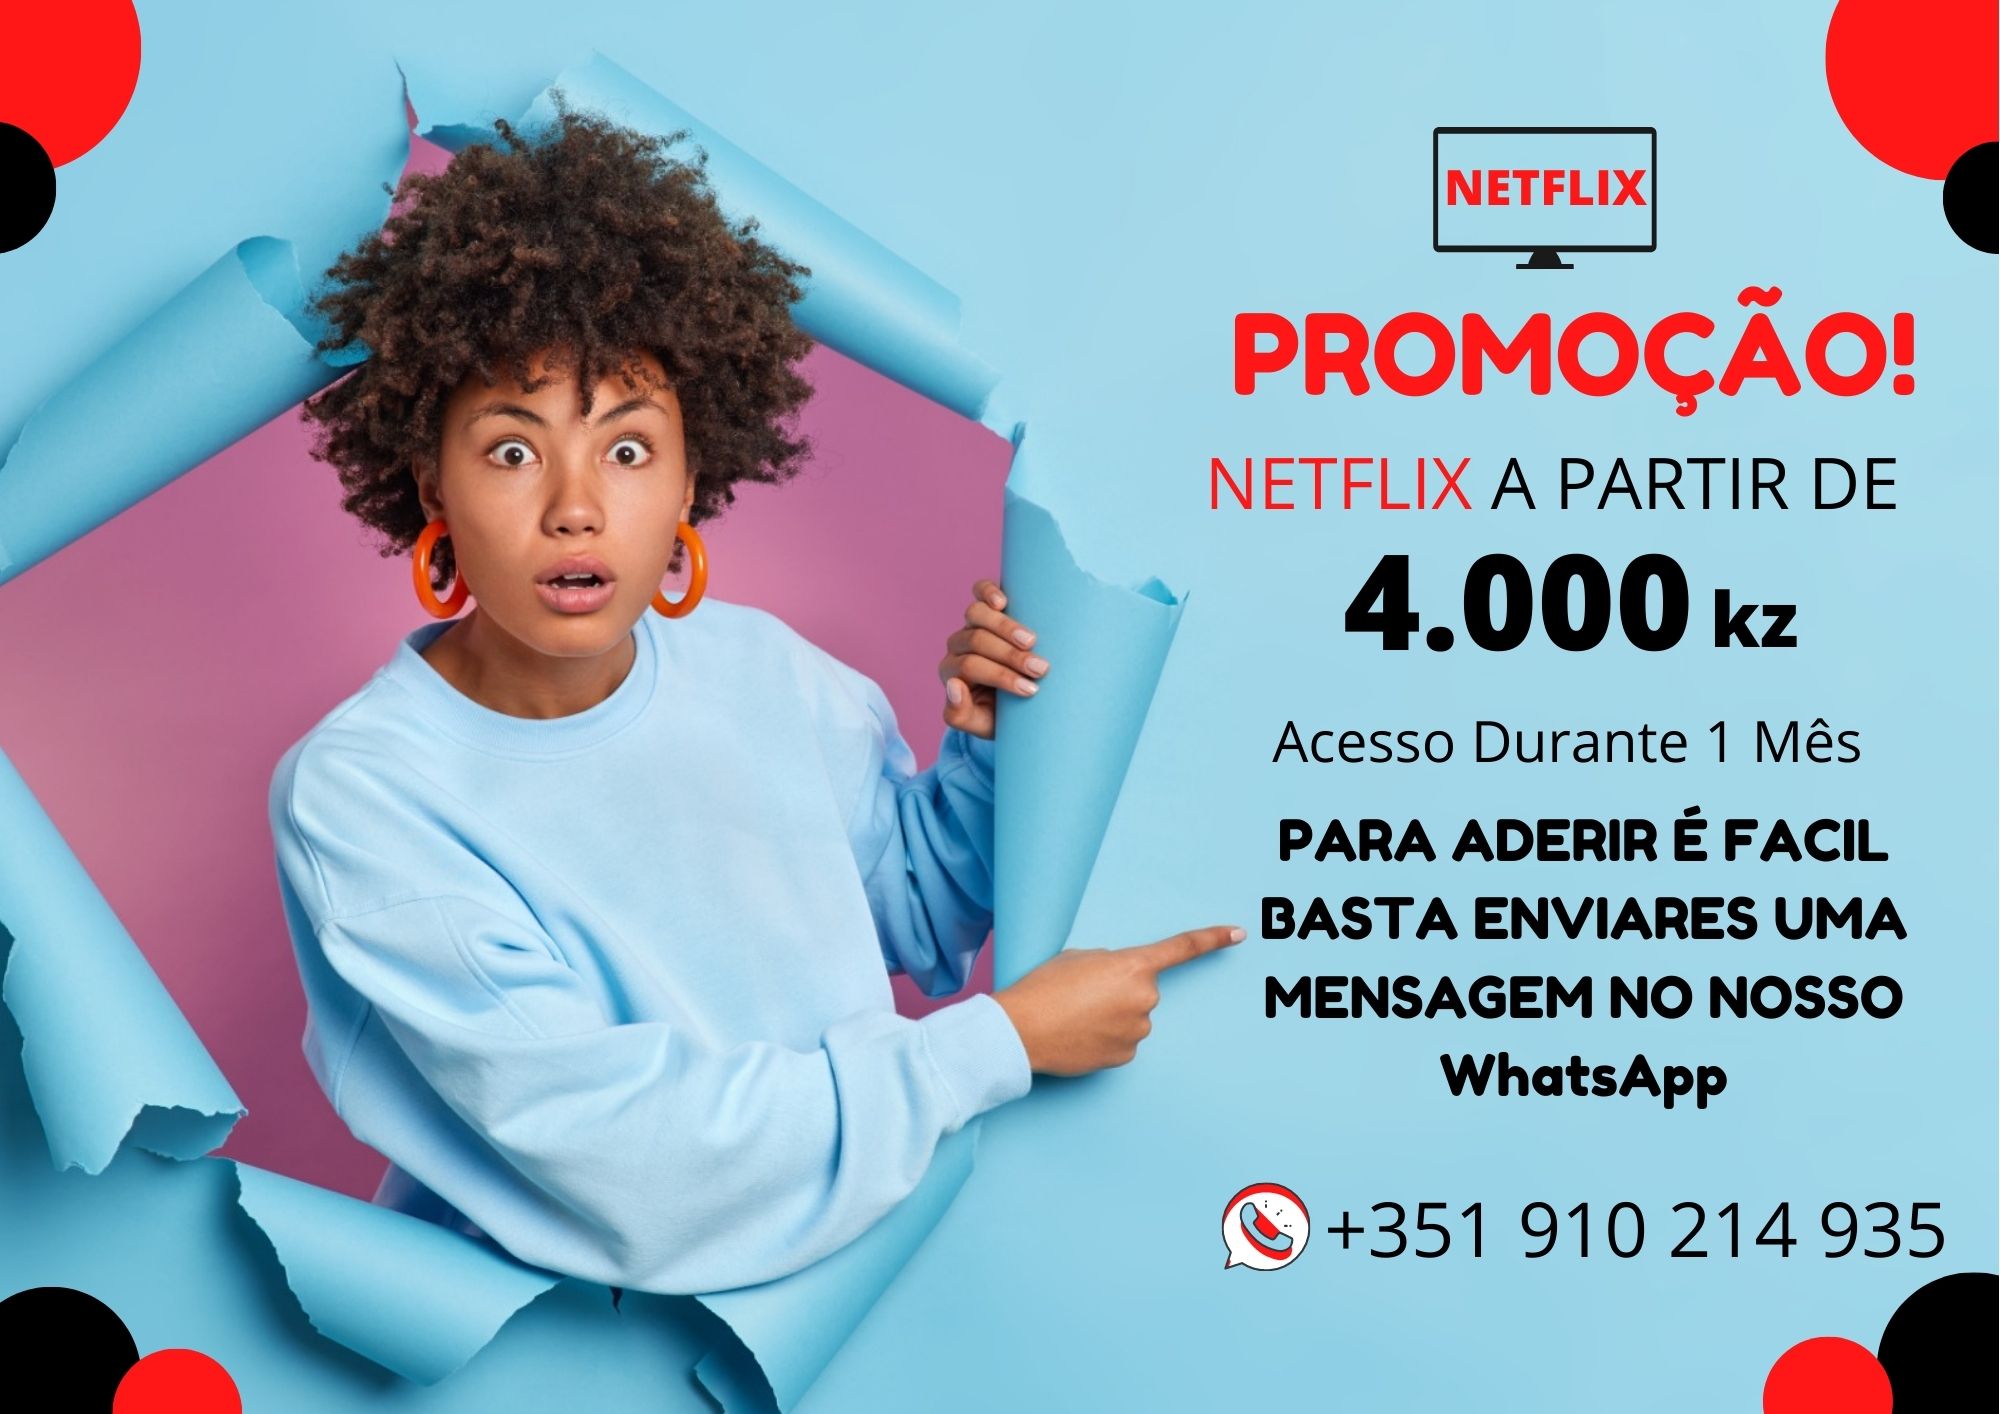 NETFLIX
PROMOÇÃO!
NETFLIX A PARTIR DE
4.000 kz
Acesso Durante 1 Mês
PARA ADERIR É FACIL
BASTA ENVIARES UMA
MENSAGEM NO NOSSO
WhatsApp
+351 910 214 935